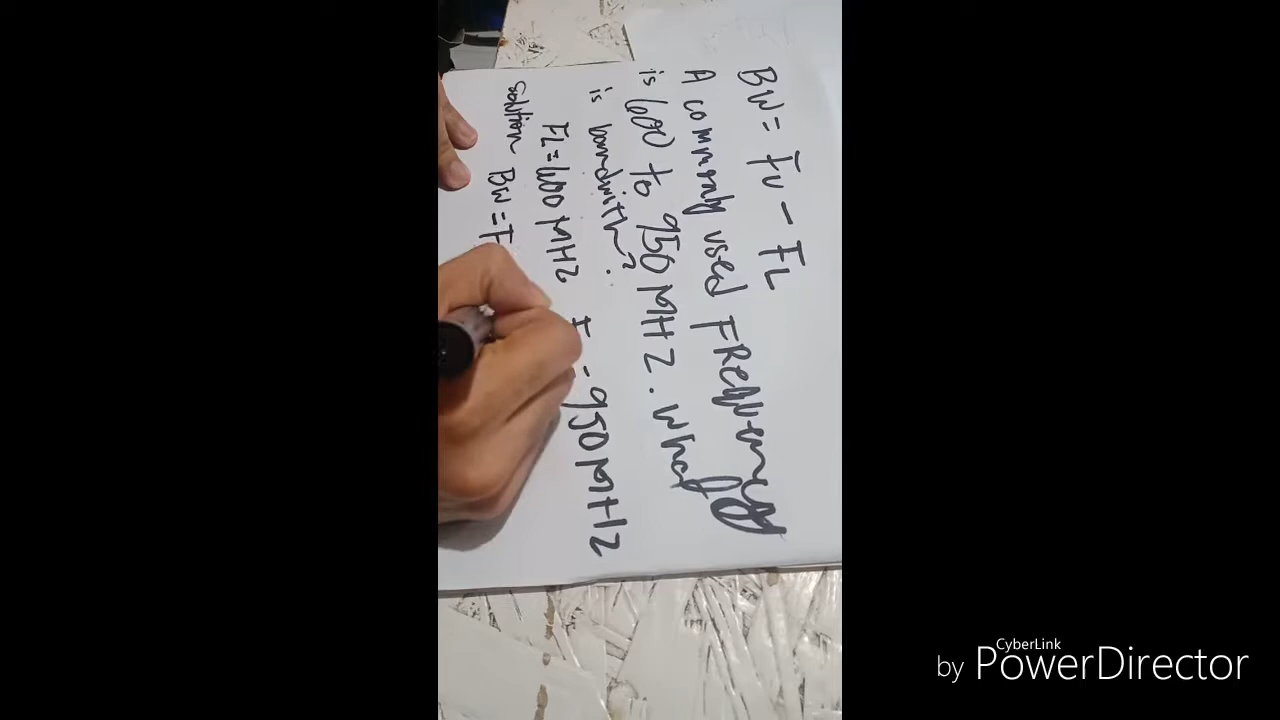 BW = FU - FL
A commonly used FRequency
is 600 to 950 MHZ. what
is bandwith?
FL = 600 MHZ = 950 MHZ
Solution BW = F
CyberLink
by PowerDirector